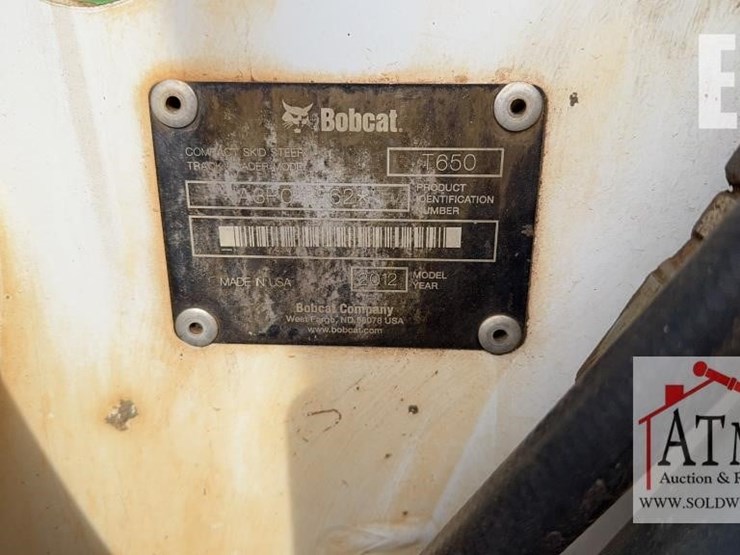 Bobcat.
COMPACT SKID STEER
TRACK LOADER MODEL
T650
PRODUCT
IDENTIFICATION
NUMBER
MADE IN USA
2012
MODEL
YEAR
Bobcat Company
West Fargo, ND 58078 USA
www.bobcat.com
E
ATM
Auction &
WWW.SOLDW